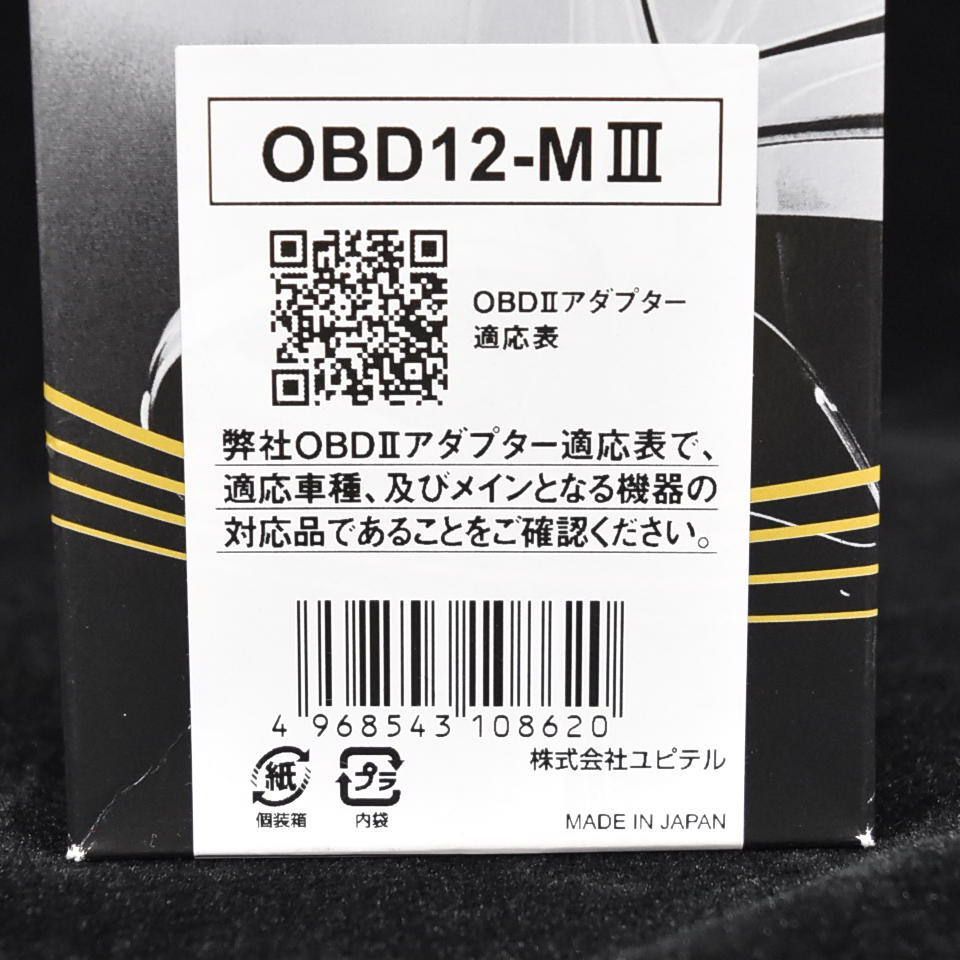 OBD12-MⅢ
OBDⅡアダプター
適応表
弊社OBDⅡアダプター適応表で、
適応車種、及びメインとなる機器の
対応品であることをご確認ください。
4 968543 108620
株式会社ユピテル
紙
プラ
個装箱
内袋
MADE IN JAPAN